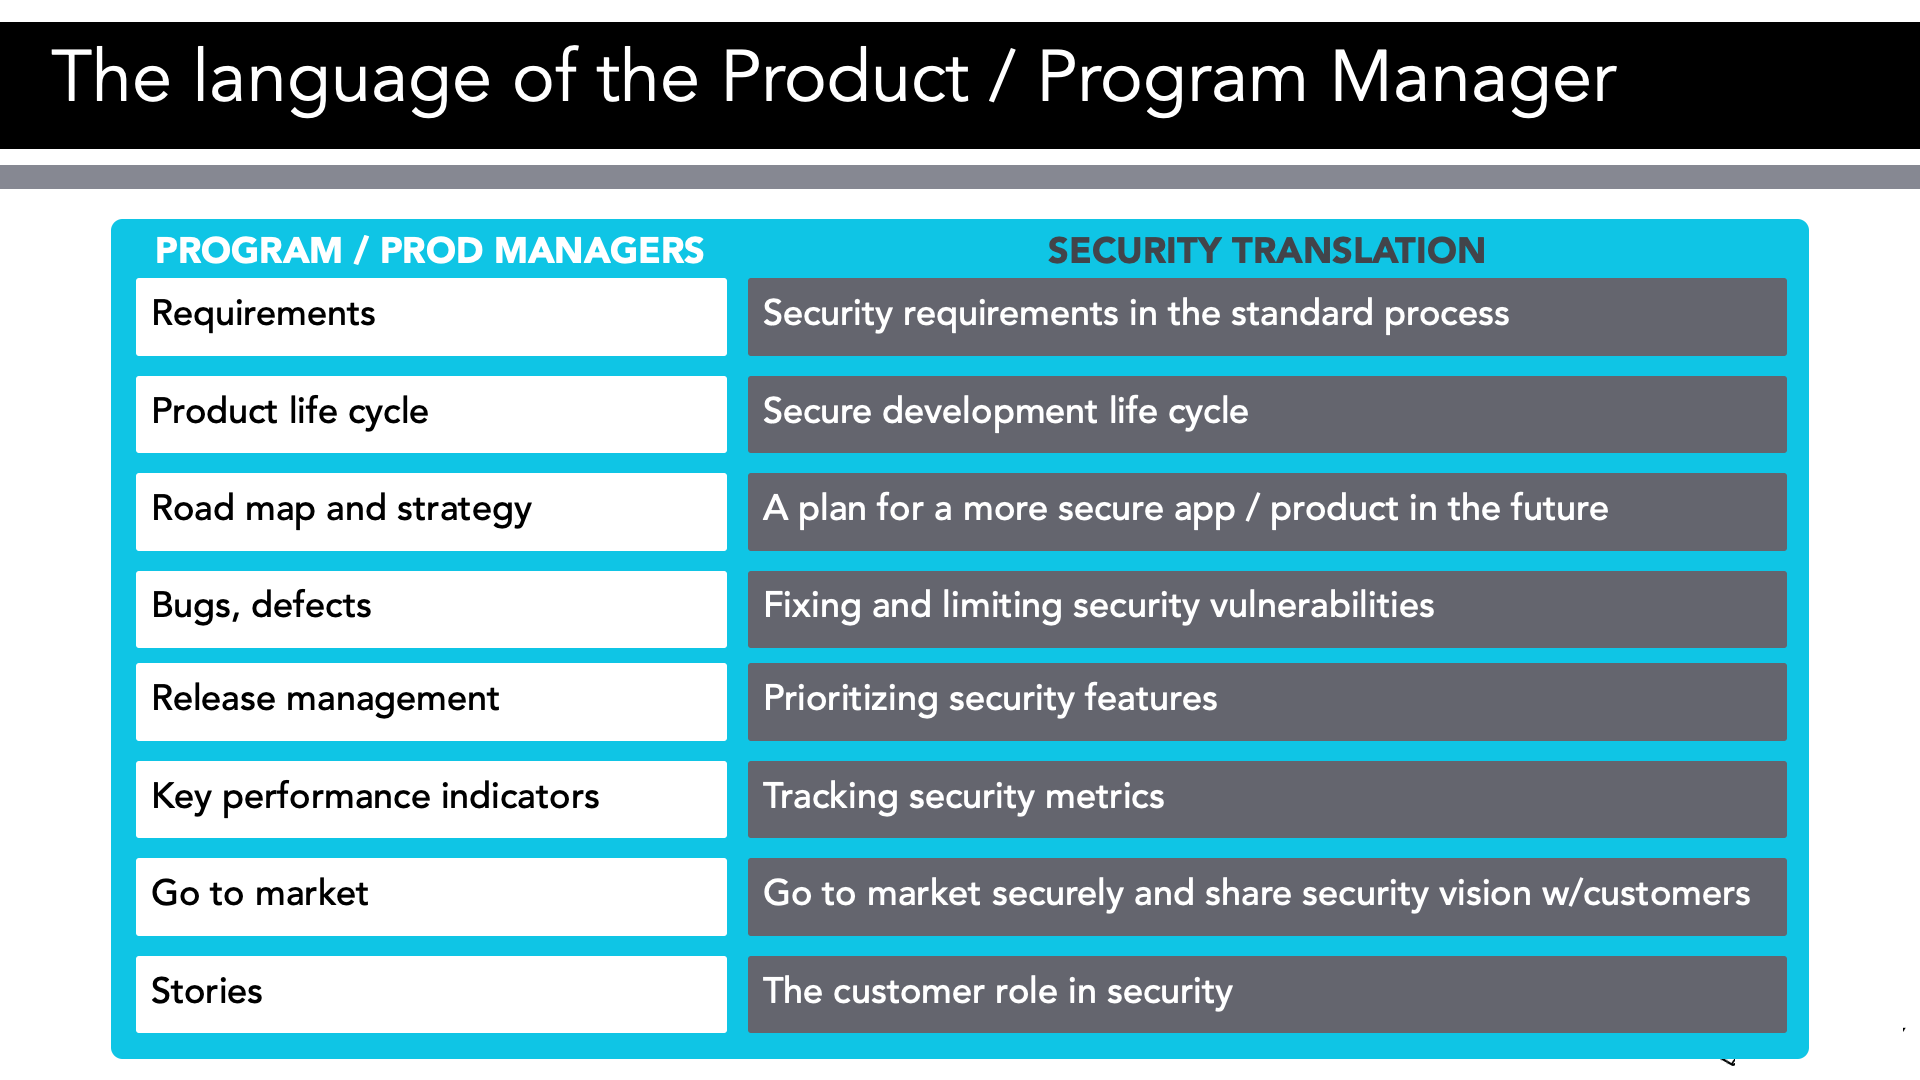 The language of the Product / Program Manager
PROGRAM / PROD MANAGERS
SECURITY TRANSLATION
Requirements
Security requirements in the standard process
Product life cycle
Secure development life cycle
Road map and strategy
A plan for a more secure app / product in the future
Bugs, defects
Fixing and limiting security vulnerabilities
Release management
Prioritizing security features
Key performance indicators
Tracking security metrics
Go to market
Go to market securely and share security vision w/customers
Stories
The customer role in security